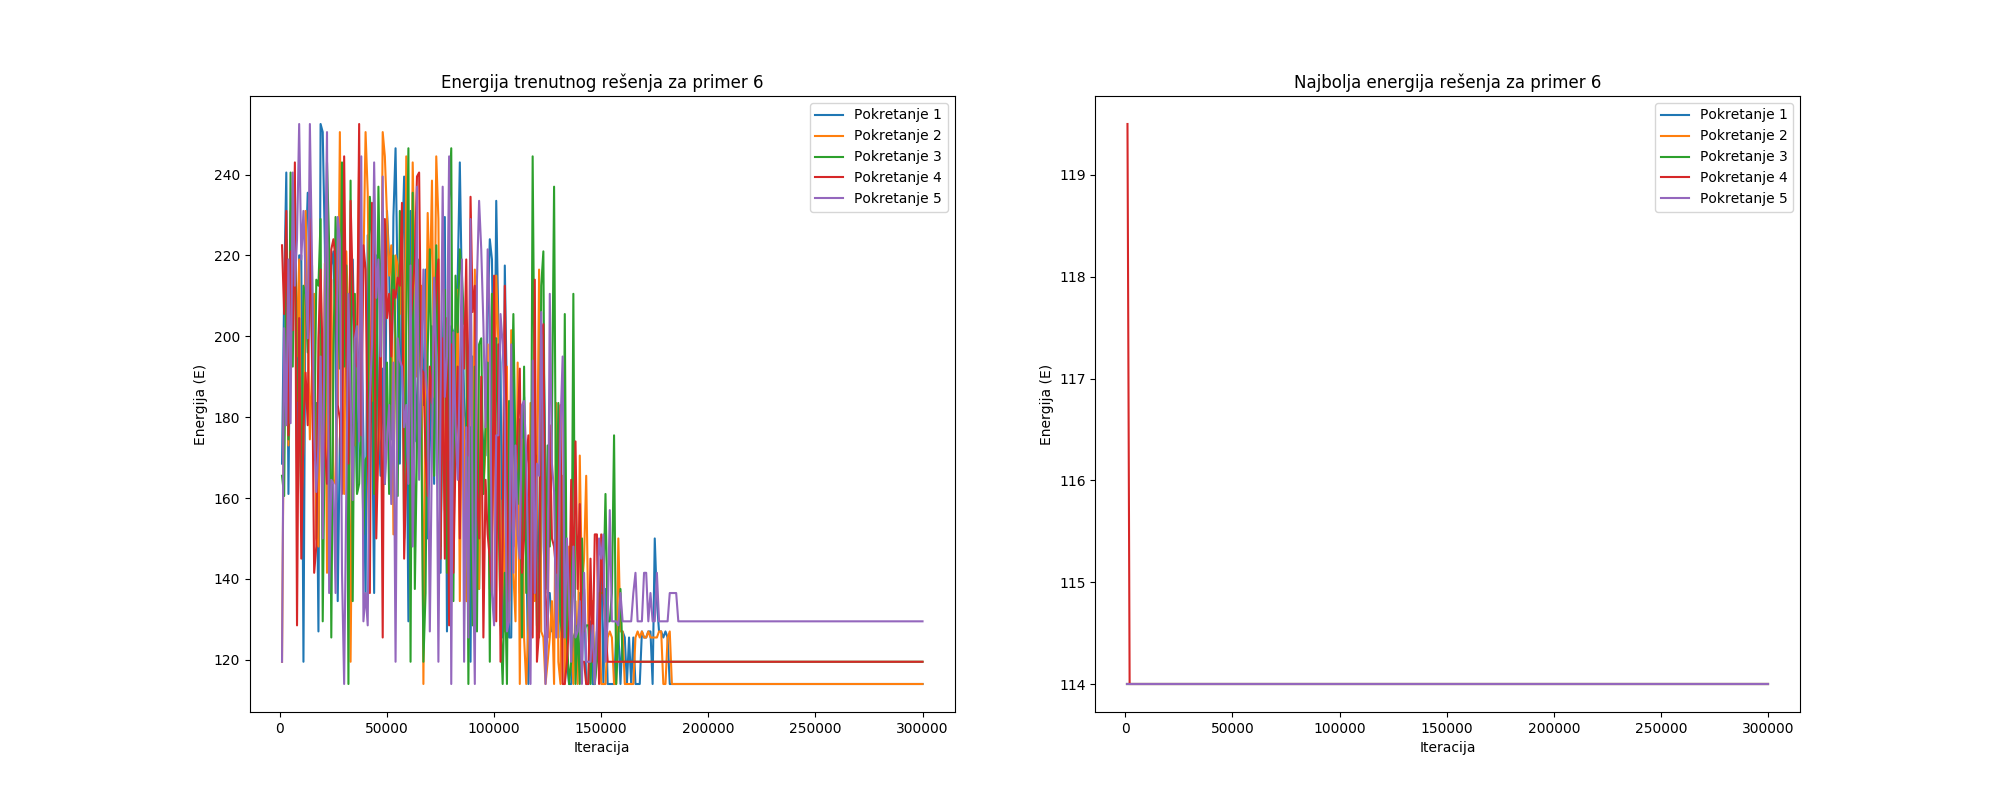 Energija trenutnog rešenja za primer 6
Pokretanje 1
Pokretanje 2
Pokretanje 3
Pokretanje 4
Pokretanje 5
240
220
200
180
160
140
120
Energija (E)
0
50000
100000
150000
200000
250000
300000
Iteracija
Najbolja energija rešenja za primer 6
Pokretanje 1
Pokretanje 2
Pokretanje 3
Pokretanje 4
Pokretanje 5
119
118
117
116
115
114
Energija (E)
0
50000
100000
150000
200000
250000
300000
Iteracija